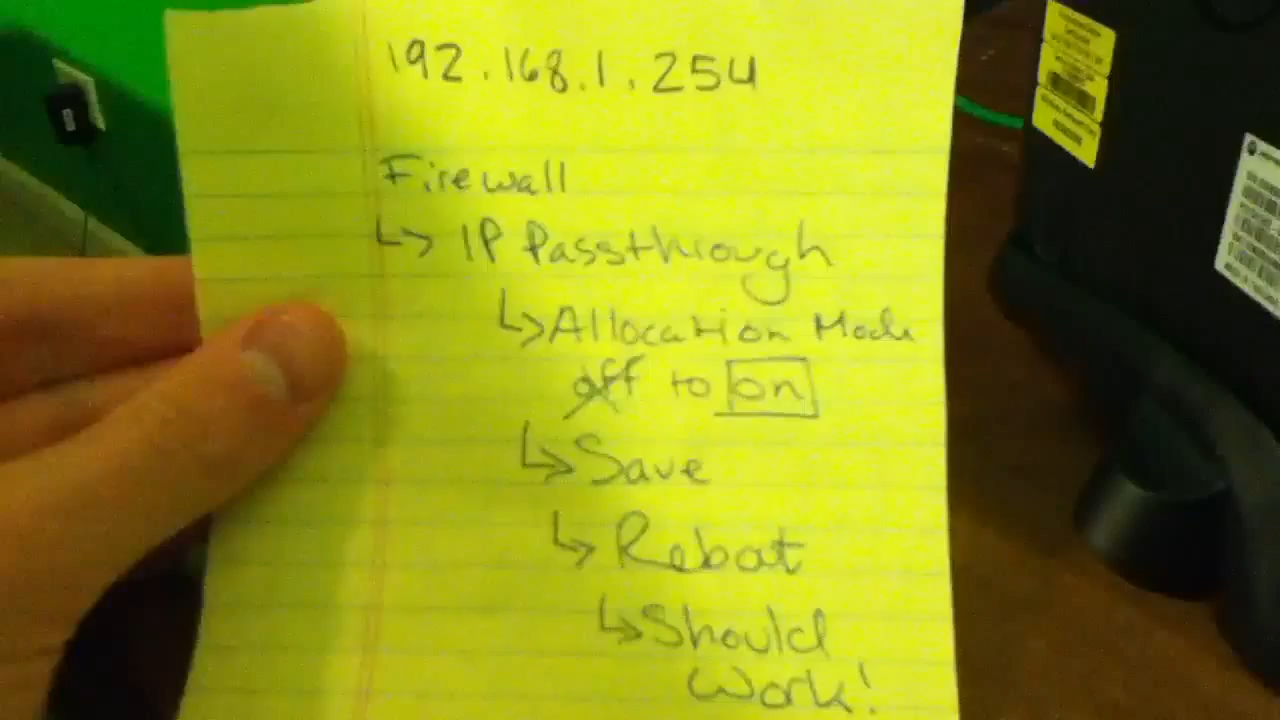 192.168.1.254
Firewall
↳ IP Passthrough
↳ Allocation Mode
off to on
↳ Save
↳ Reboot
↳ Should
Work!